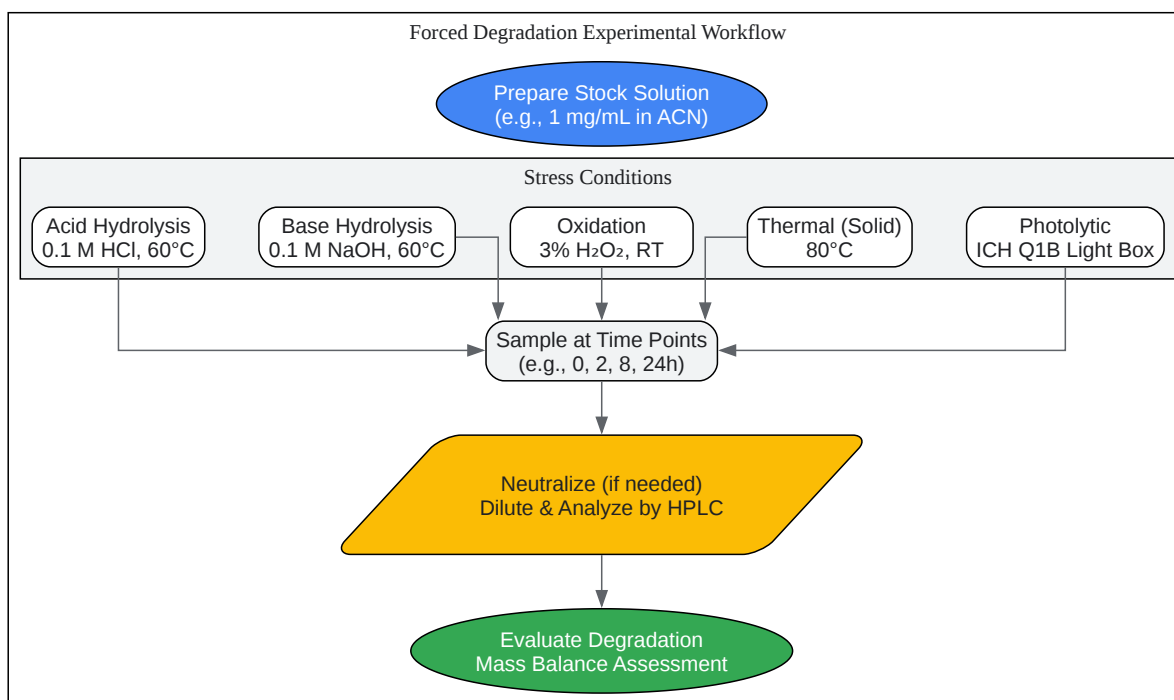 Forced Degradation Experimental Workflow
Prepare Stock Solution
(e.g., 1 mg/mL in ACN)
Stress Conditions
Acid Hydrolysis
0.1 M HCl, 60°C
Base Hydrolysis
0.1 M NaOH, 60°C
Oxidation
3% H₂O₂, RT
Thermal (Solid)
80°C
Photolytic
ICH Q1B Light Box
Sample at Time Points
(e.g., 0, 2, 8, 24h)
Neutralize (if needed)
Dilute & Analyze by HPLC
Evaluate Degradation
Mass Balance Assessment